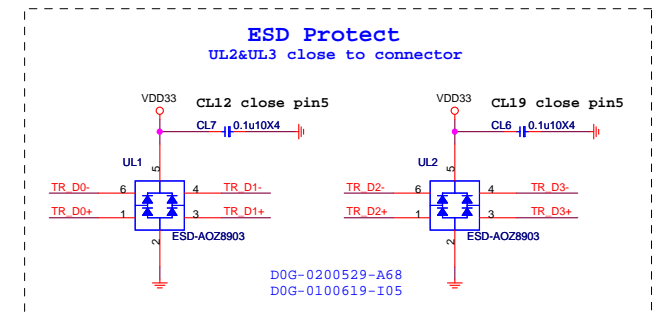 ESD Protect
UL2&UL3 close to connector
VDD33
CL12 close pin5
CL7
0.1u10X4
UL1
5
TR_D0-
6
4
TR_D1-
TR_D0+
1
3
TR_D1+
2
ESD-AOZ8903
VDD33
CL19 close pin5
CL6
0.1u10X4
UL2
5
TR_D2-
6
4
TR_D3-
TR_D2+
1
3
TR_D3+
2
ESD-AOZ8903
D0G-0200529-A68
D0G-0100619-I05